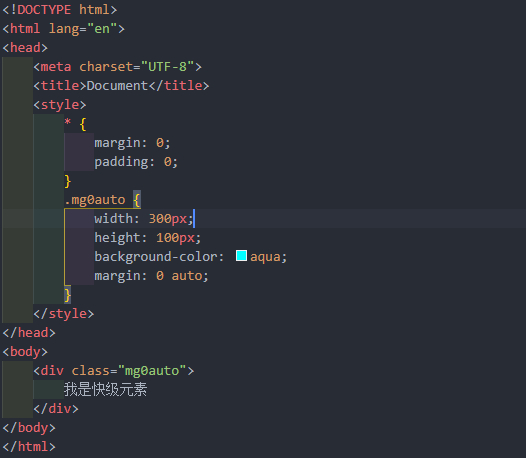 <!DOCTYPE html>
<html lang="en">
<head>
    <meta charset="UTF-8">
    <title>Document</title>
    <style>
        * {
            margin: 0;
            padding: 0;
        }
        .mg0auto {
            width: 300px;
            height: 100px;
            background-color: aqua;
            margin: 0 auto;
        }
    </style>
</head>
<body>
    <div class="mg0auto">
        我是快级元素
    </div>
</body>
</html>